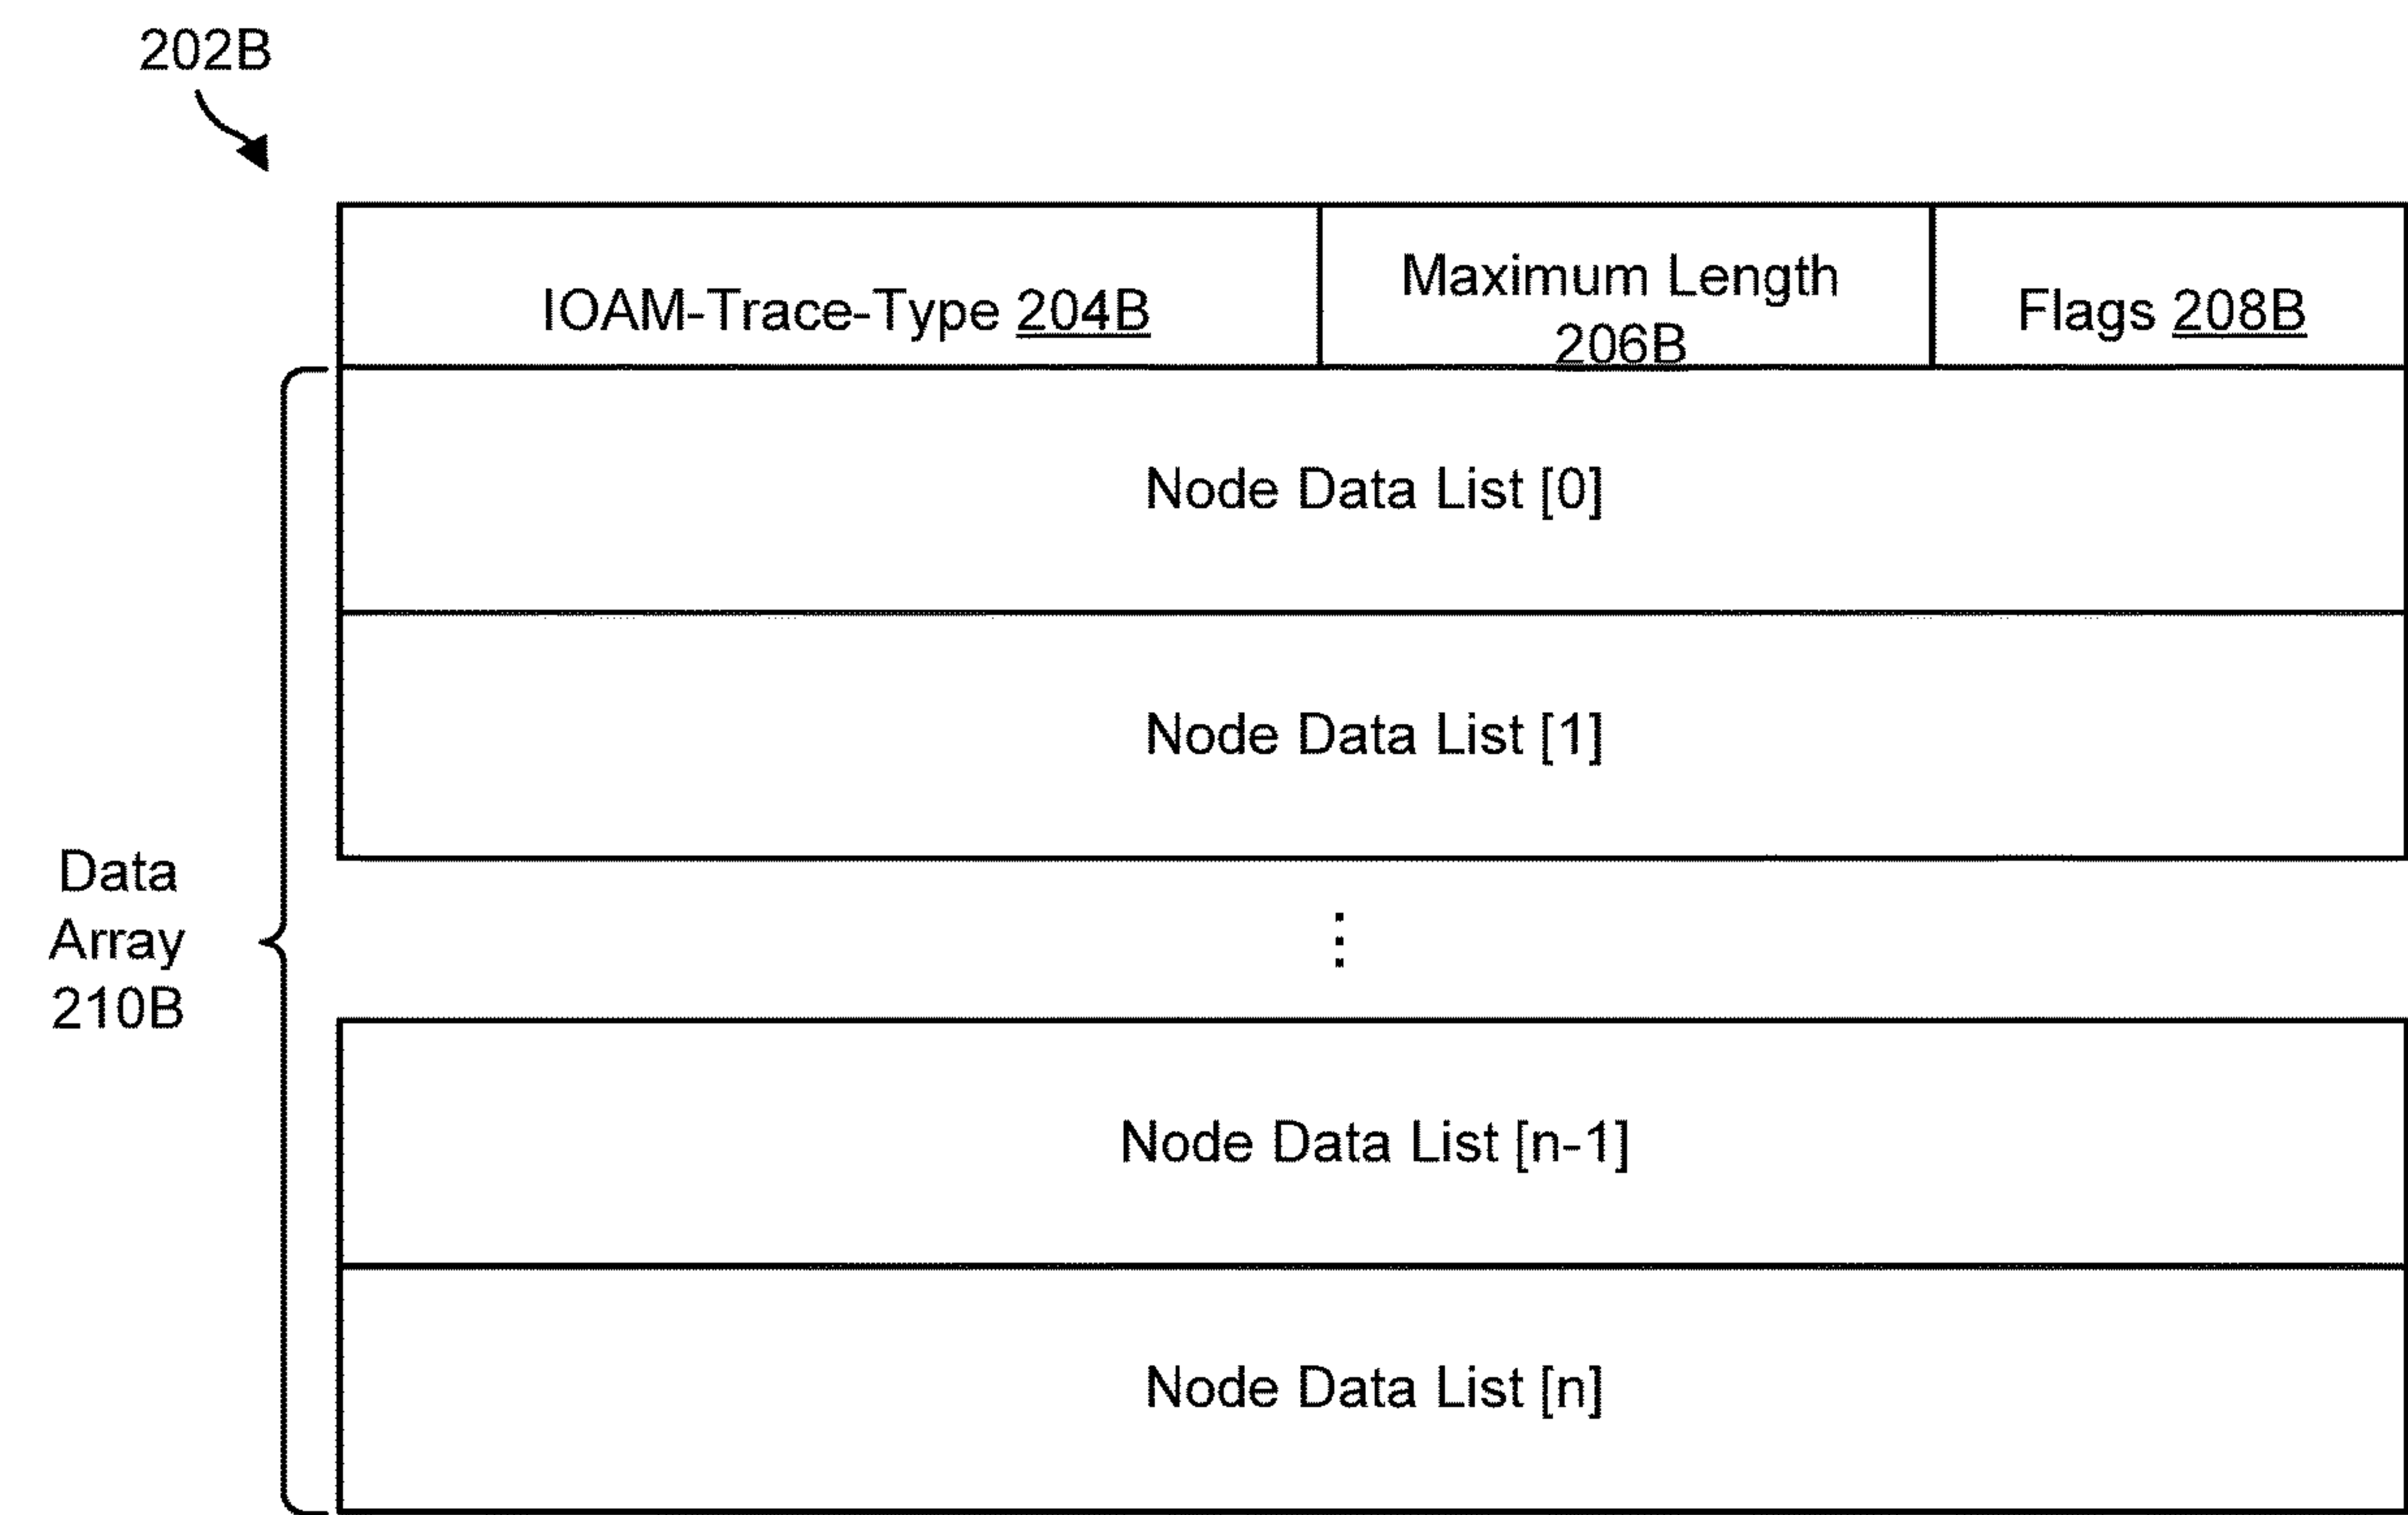 202B
IOAM-Trace-Type 204B
Maximum Length
206B
Flags 208B
Node Data List [0]
Node Data List [1]
Data
Array
210B
⋮
Node Data List [n-1]
Node Data List [n]